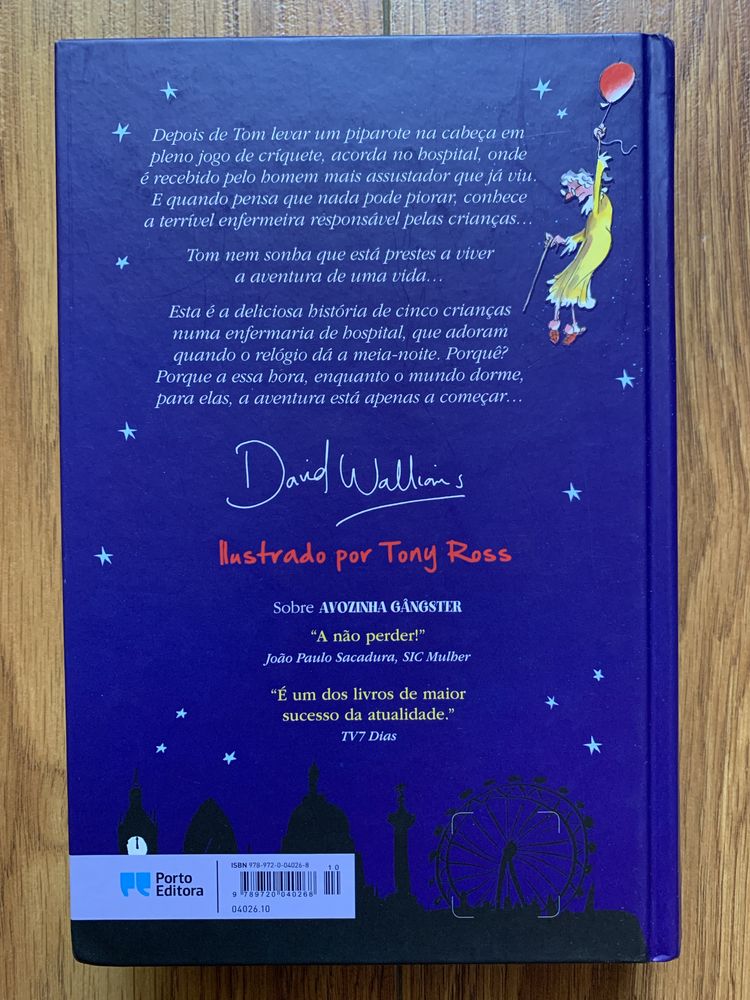 Depois de Tom levar um piparote na cabeça em
pleno jogo de críquete, acorda no hospital, onde
é recebido pelo homem mais assustador que já viu.
E quando pensa que nada pode piorar, conhece
a terrível enfermeira responsável pelas crianças…
Tom nem sonha que está prestes a viver
a aventura de uma vida…
Esta é a deliciosa história de cinco crianças
numa enfermaria de hospital, que adoram
quando o relógio dá a meia-noite. Porquê?
Porque a essa hora, enquanto o mundo dorme,
para elas, a aventura está apenas a começar…
David Walliams
Ilustrado por Tony Ross
Sobre AVOZINHA GÂNGSTER
“A não perder!”
João Paulo Sacadura, SIC Mulher
“É um dos livros de maior
sucesso da atualidade.”
TV7 Dias
Porto
Editora
ISBN 978-972-0-04026-8
10
9 789720 040268
04026.10